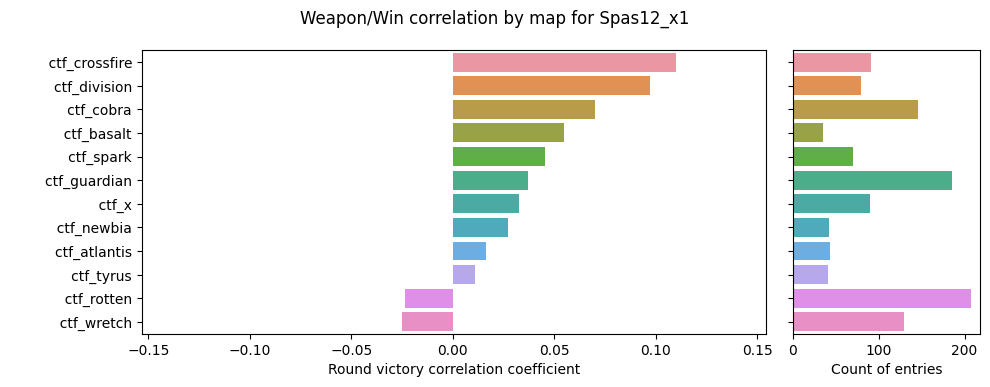 Weapon/Win correlation by map for Spas12_x1
ctf_crossfire
ctf_division
ctf_cobra
ctf_basalt
ctf_spark
ctf_guardian
ctf_x
ctf_newbia
ctf_atlantis
ctf_tyrus
ctf_rotten
ctf_wretch
−0.15 −0.10 −0.05 0.00 0.05 0.10 0.15
Round victory correlation coefficient
0 100 200
Count of entries